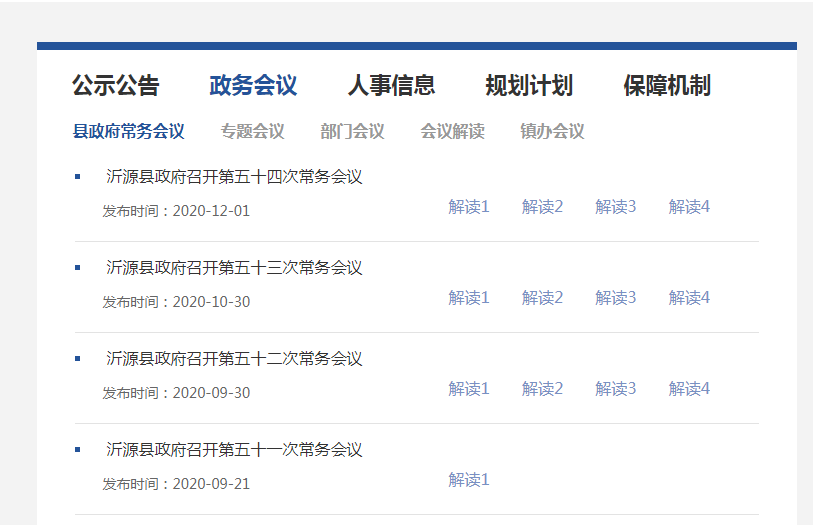 公示公告 政务会议 人事信息 规划计划 保障机制
县政府常务会议 专题会议 部门会议 会议解读 镇办会议
沂源县政府召开第五十四次常务会议
发布时间：2020-12-01 解读1 解读2 解读3 解读4
沂源县政府召开第五十三次常务会议
发布时间：2020-10-30 解读1 解读2 解读3 解读4
沂源县政府召开第五十二次常务会议
发布时间：2020-09-30 解读1 解读2 解读3 解读4
沂源县政府召开第五十一次常务会议
发布时间：2020-09-21 解读1